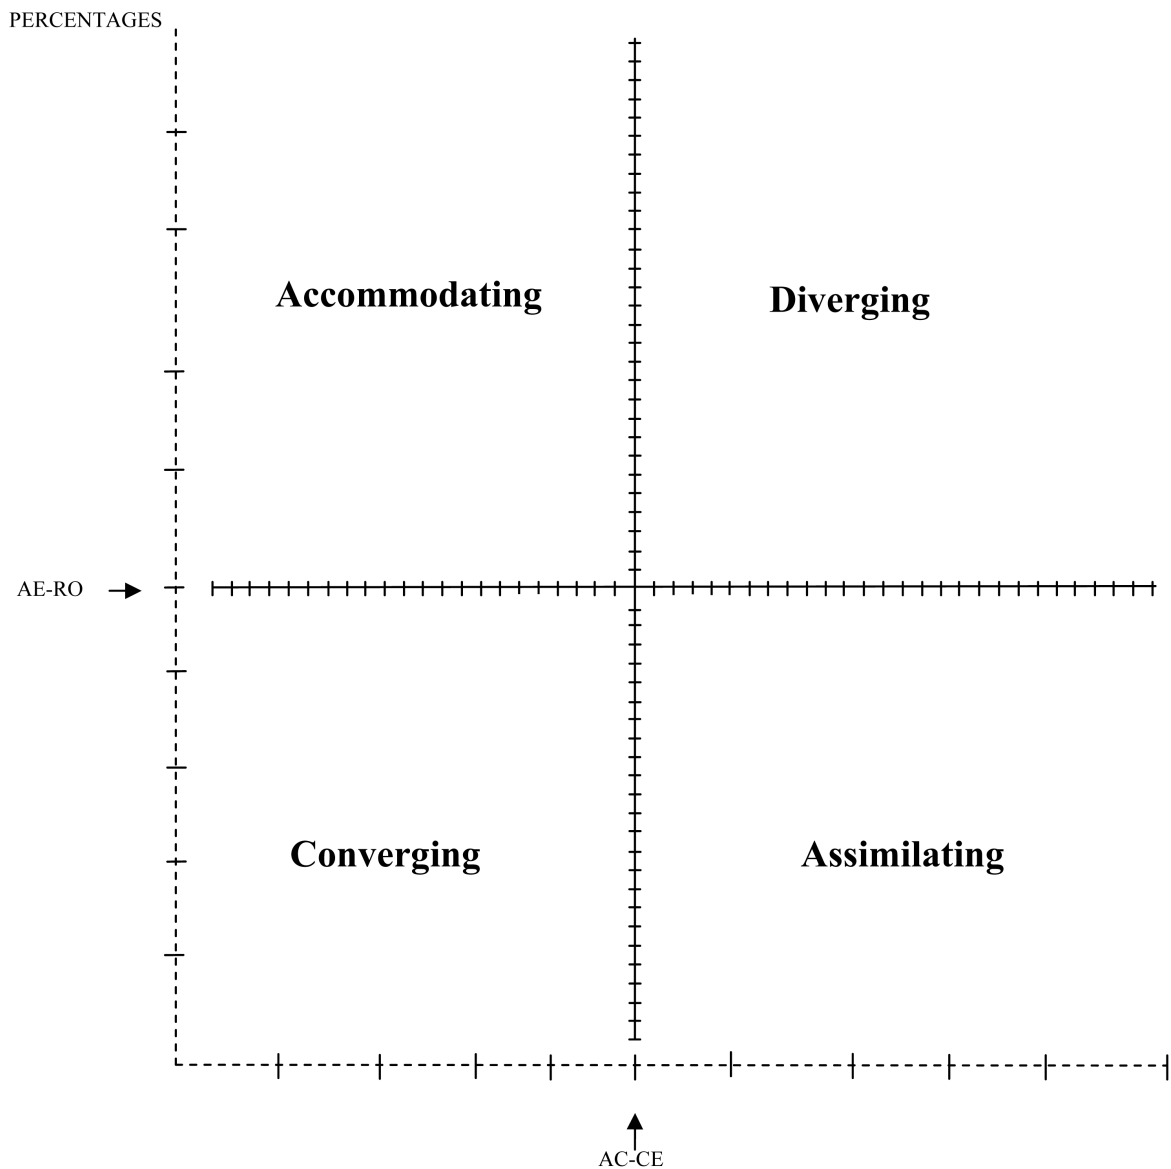 PERCENTAGES
Accommodating
Diverging
AE-RO
Converging
Assimilating
AC-CE